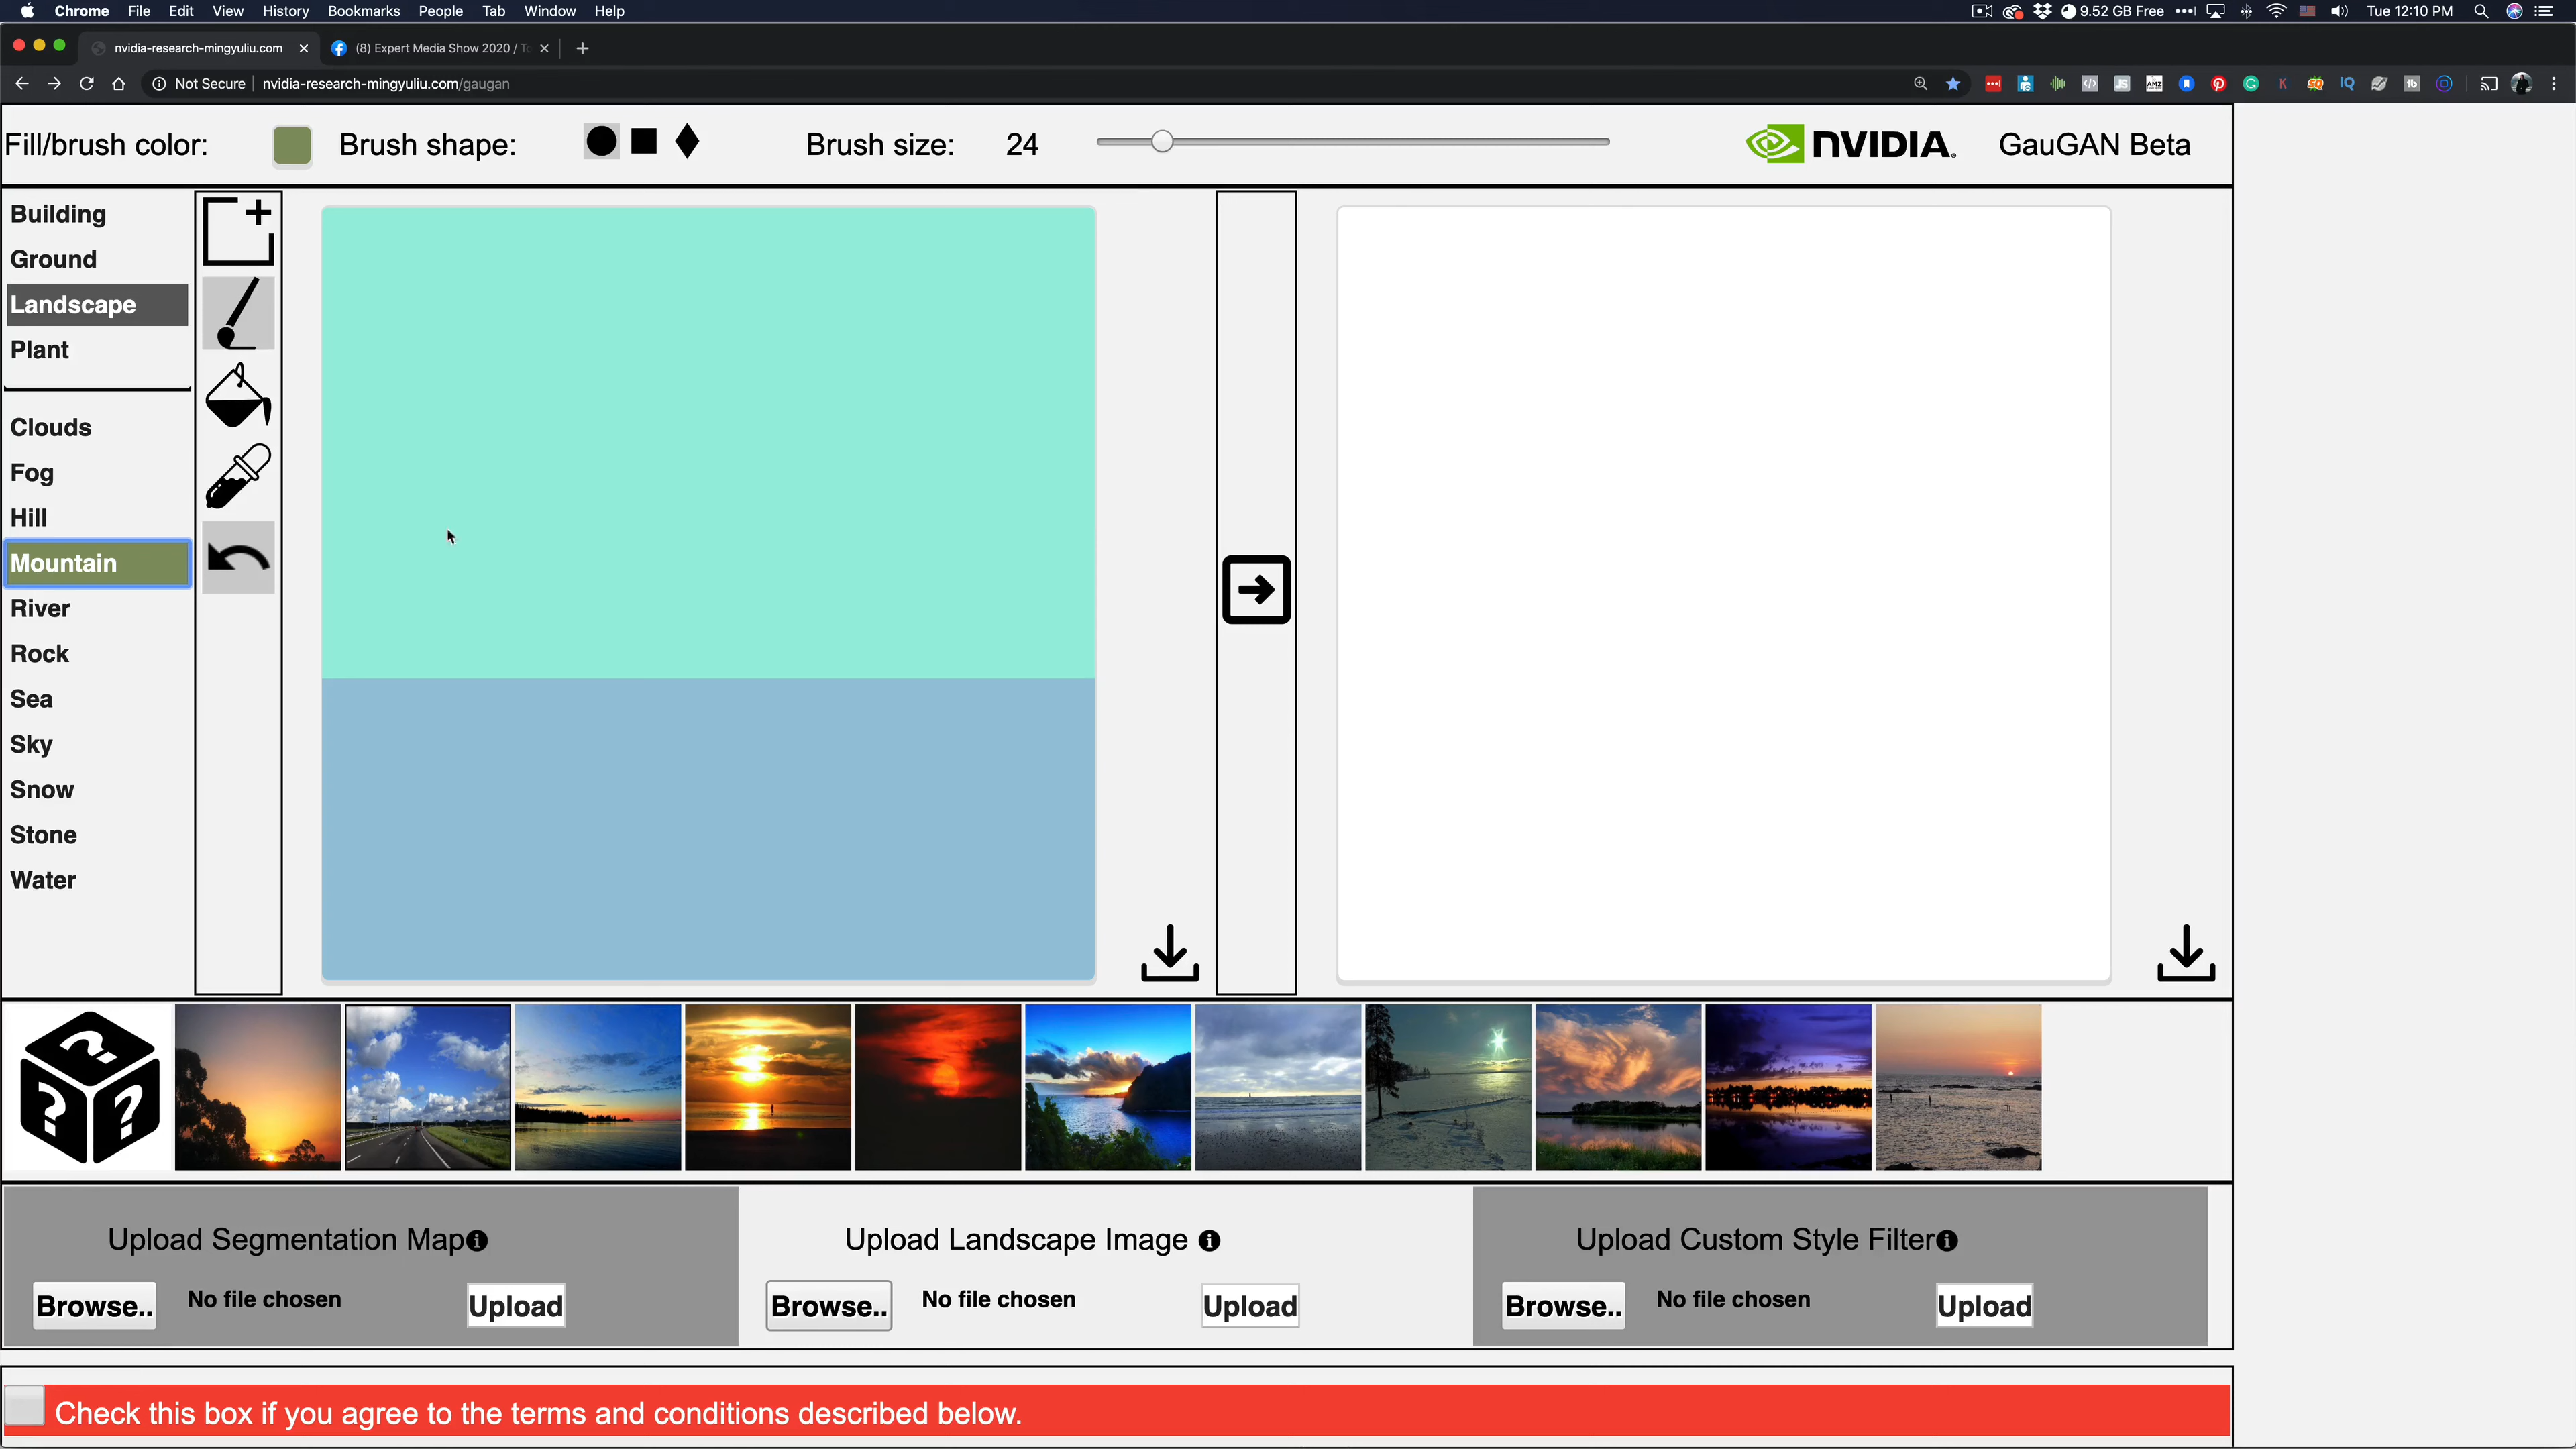 Chrome File Edit View History Bookmarks People Tab Window Help
9.52 GB Free Tue 12:10 PM
nvidia-research-mingyuliu.com
(8) Expert Media Show 2020 /
Not Secure nvidia-research-mingyuliu.com/gaugan
Fill/brush color: Brush shape: Brush size: 24 NVIDIA. GauGAN Beta
Building
Ground
Landscape
Plant
Clouds
Fog
Hill
Mountain
River
Rock
Sea
Sky
Snow
Stone
Water
Upload Segmentation Map Upload Landscape Image Upload Custom Style Filter
Browse.. No file chosen Upload Browse.. No file chosen Upload Browse.. No file chosen Upload
Check this box if you agree to the terms and conditions described below.